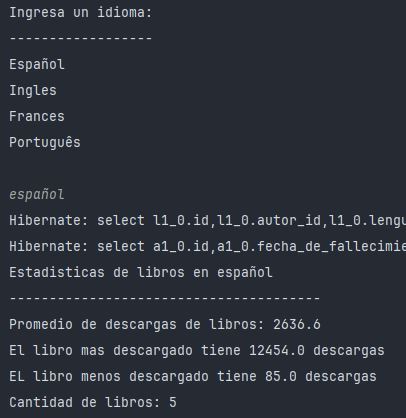 Ingresa un idioma:
------------------
Español
Ingles
Frances
Português
español
Hibernate: select l1_0.id,l1_0.autor_id,l1_0.lengu
Hibernate: select a1_0.id,a1_0.fecha_de_fallecimie
Estadisticas de libros en español
---------------------------------------
Promedio de descargas de libros: 2636.6
El libro mas descargado tiene 12454.0 descargas
EL libro menos descargado tiene 85.0 descargas
Cantidad de libros: 5